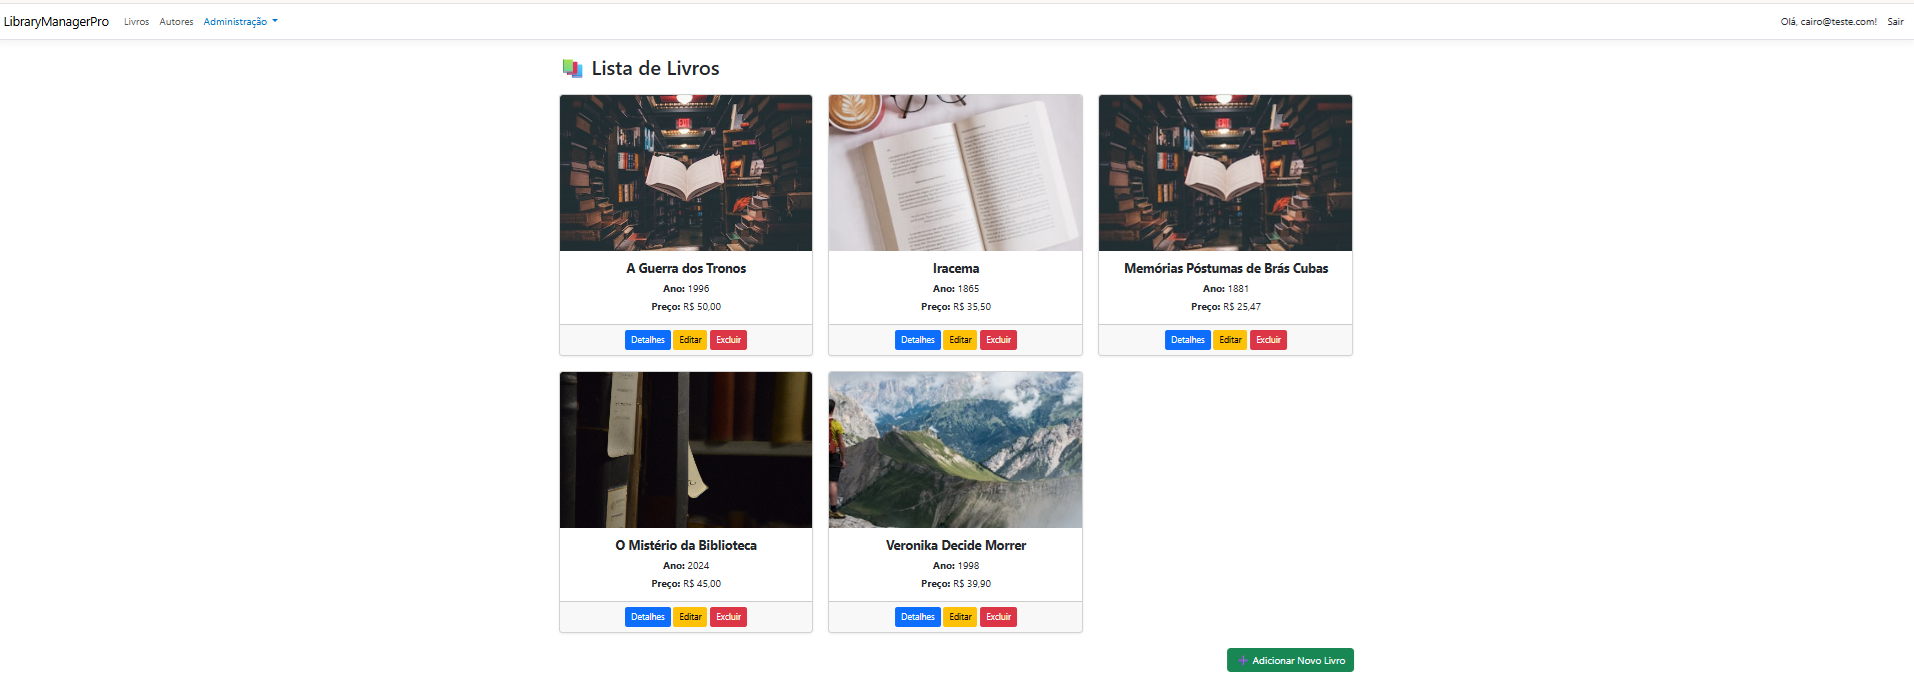 LibraryManagerPro Livros Autores Administração Olá, cairo@teste.com! Sair
Lista de Livros
EXIT
EXIT
A Guerra dos Tronos
Ano: 1996
Preço: R$ 50,00
Detalhes Editar Excluir
Iracema
Ano: 1865
Preço: R$ 35,50
Detalhes Editar Excluir
Memórias Póstumas de Brás Cubas
Ano: 1881
Preço: R$ 25,47
Detalhes Editar Excluir
O Mistério da Biblioteca
Ano: 2024
Preço: R$ 45,00
Detalhes Editar Excluir
Veronika Decide Morrer
Ano: 1998
Preço: R$ 39,90
Detalhes Editar Excluir
Adicionar Novo Livro